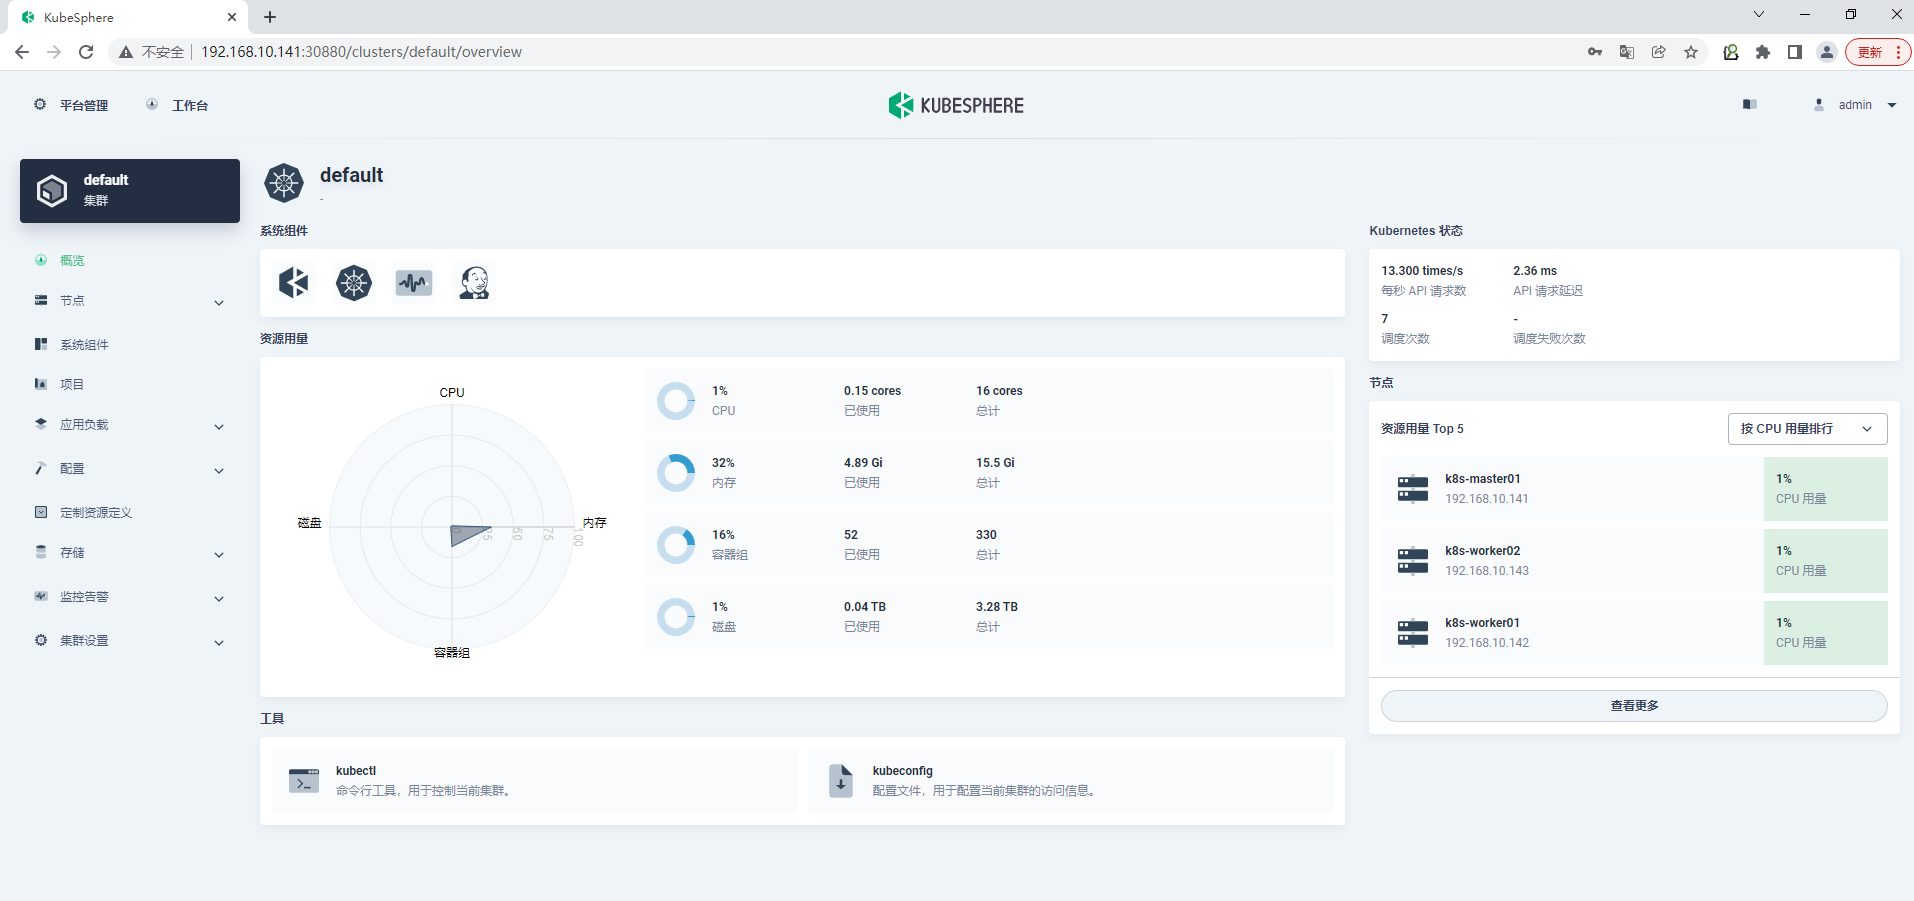 KubeSphere
不安全
192.168.10.141:30880/clusters/default/overview
更新
平台管理
工作台
KUBESPHERE
admin
default
集群
概览
节点
系统组件
项目
应用负载
配置
定制资源定义
存储
监控告警
集群设置
default
-
系统组件
资源用量
CPU
内存
容器组
磁盘
0
25
50
75
100
1%
CPU
0.15 cores
已使用
16 cores
总计
32%
内存
4.89 Gi
已使用
15.5 Gi
总计
16%
容器组
52
已使用
330
总计
1%
磁盘
0.04 TB
已使用
3.28 TB
总计
工具
kubectl
命令行工具，用于控制当前集群。
kubeconfig
配置文件，用于配置当前集群的访问信息。
Kubernetes 状态
13.300 times/s
每秒 API 请求数
2.36 ms
API 请求延迟
7
调度次数
-
调度失败次数
节点
资源用量 Top 5
按 CPU 用量排行
k8s-master01
192.168.10.141
1%
CPU 用量
k8s-worker02
192.168.10.143
1%
CPU 用量
k8s-worker01
192.168.10.142
1%
CPU 用量
查看更多